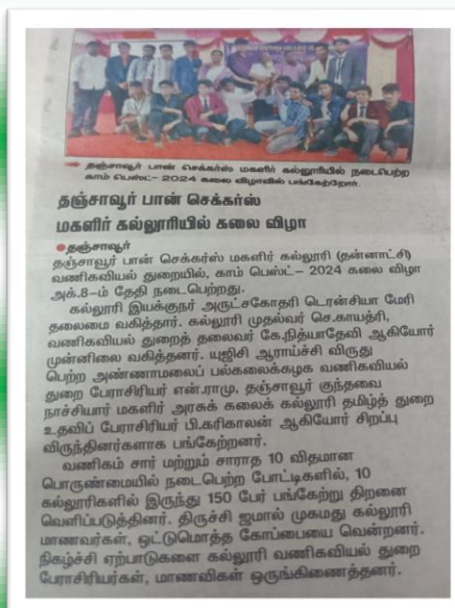 தஞ்சாவூர் பாண் செக்கர்ஸ் மகளிர் கல்லூரியில் நடைபெற்ற
காம் பெஸ்ட்– 2024 கலை விழாவில் பங்கேற்றோர்.
தஞ்சாவூர் பான் செக்கர்ஸ்
மகளிர் கல்லூரியில் கலை விழா
தஞ்சாவூர்
தஞ்சாவூர் பான் செக்கர்ஸ் மகளிர் கல்லூரி (தன்னாட்சி)
வணிகவியல் துறையில், காம் பெஸ்ட்– 2024 கலை விழா
அக்.8–ம் தேதி நடைபெற்றது.
கல்லூரி இயக்குநர் அருட்சகோதரி டெரன்சியா மேரி
தலைமை வகித்தார். கல்லூரி முதல்வர் செ.காயத்ரி,
வணிகவியல் துறைத் தலைவர் கே.நித்யாதேவி ஆகியோர்
முன்னிலை வகித்தனர். யுஜிசி ஆராய்ச்சி விருது
பெற்ற அண்ணாமலைப் பல்கலைக்கழக வணிகவியல்
துறை பேராசிரியர் என்.ராமு, தஞ்சாவூர் குந்தவை
நாச்சியார் மகளிர் அரசுக் கலைக் கல்லூரி தமிழ்த் துறை
உதவிப் பேராசிரியர் பி.கரிகாலன் ஆகியோர் சிறப்பு
விருந்தினர்களாக பங்கேற்றனர்.
வணிகம் சார் மற்றும் சாராத 10 விதமான
பொருண்மையில் நடைபெற்ற போட்டிகளில், 10
கல்லூரிகளில் இருந்து 150 பேர் பங்கேற்று திறனை
வெளிப்படுத்தினர். திருச்சி ஜமால் முகமது கல்லூரி
மாணவர்கள், ஒட்டுமொத்த கோப்பையை வென்றனர்.
நிகழ்ச்சி ஏற்பாடுகளை கல்லூரி வணிகவியல் துறை
பேராசிரியர்கள், மாணவிகள் ஒருங்கிணைத்தனர்.